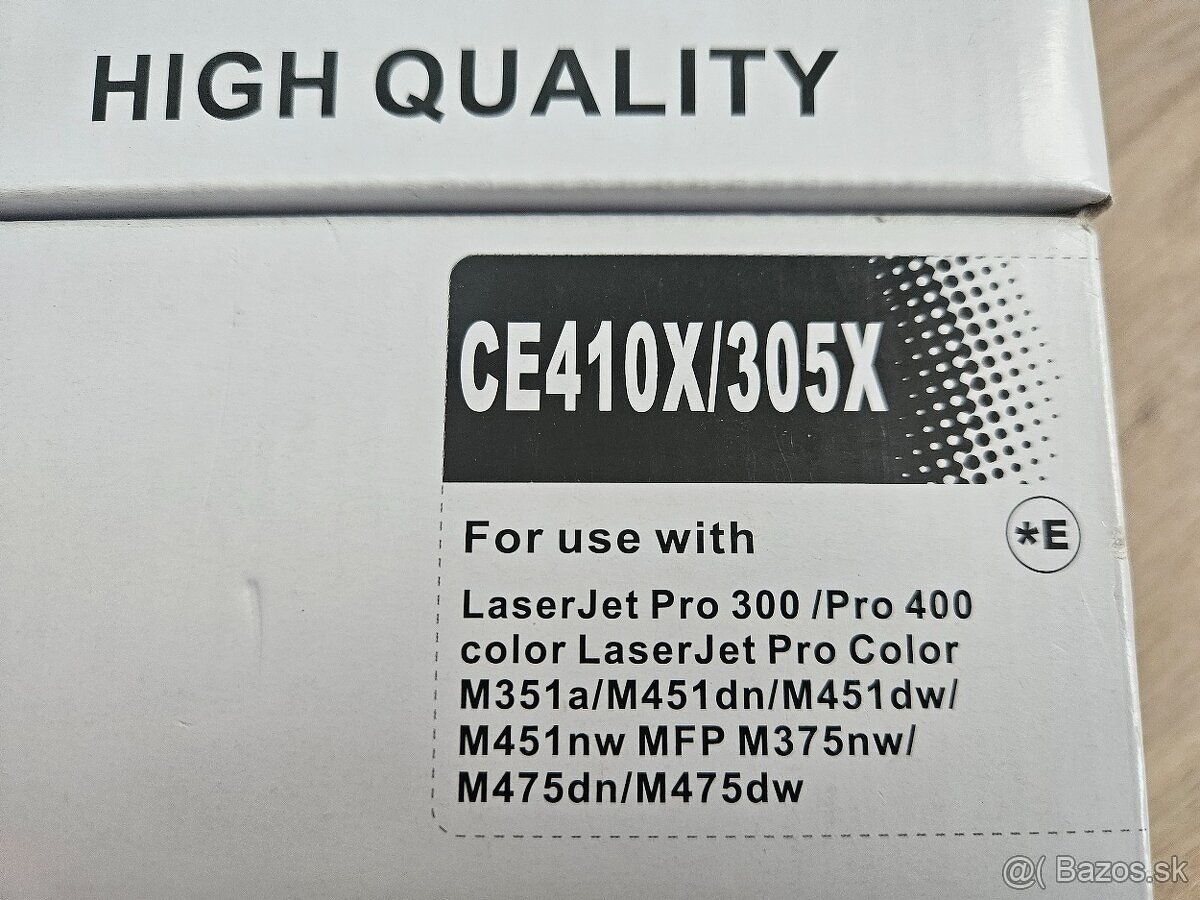 HIGH QUALITY
CE410X/305X
*E
For use with
LaserJet Pro 300 /Pro 400
color LaserJet Pro Color
M351a/M451dn/M451dw/
M451nw MFP M375nw/
M475dn/M475dw
@( Bazos.sk